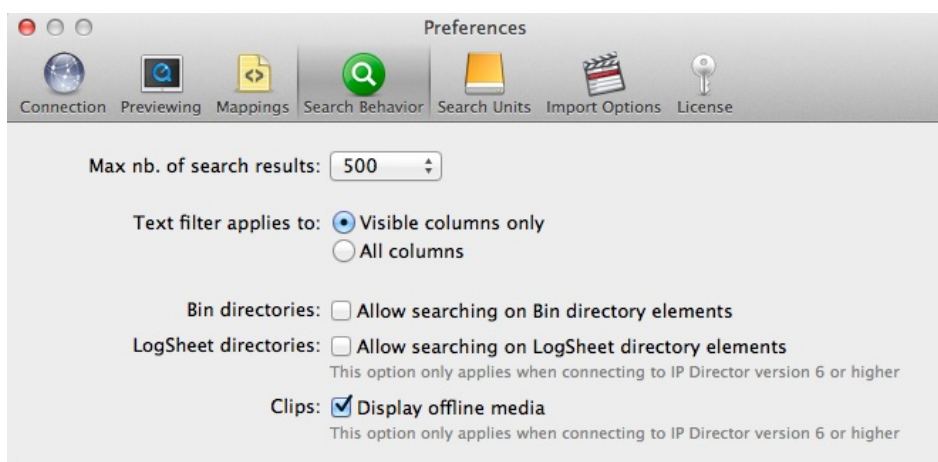 Preferences
Connection Previewing Mappings Search Behavior Search Units Import Options License
Max nb. of search results: 500
Text filter applies to: Visible columns only
All columns
Bin directories: Allow searching on Bin directory elements
LogSheet directories: Allow searching on LogSheet directory elements
This option only applies when connecting to IP Director version 6 or higher
Clips: Display offline media
This option only applies when connecting to IP Director version 6 or higher